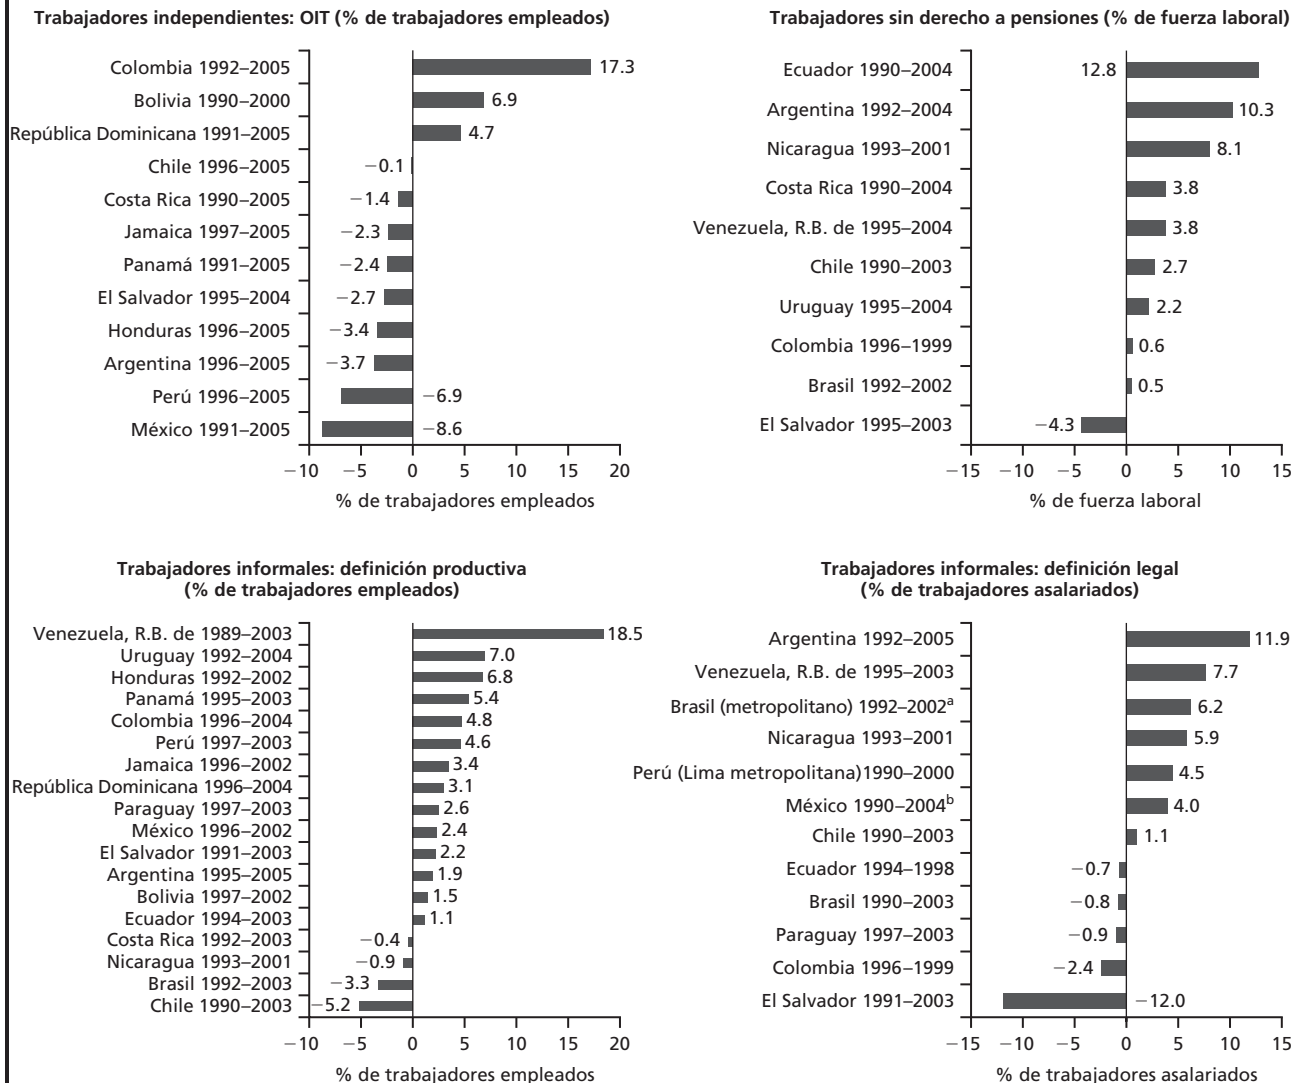 Trabajadores independientes: OIT (% de trabajadores empleados)
Colombia 1992–2005 17.3
Bolivia 1990–2000 6.9
República Dominicana 1991–2005 4.7
Chile 1996–2005 −0.1
Costa Rica 1990–2005 −1.4
Jamaica 1997–2005 −2.3
Panamá 1991–2005 −2.4
El Salvador 1995–2004 −2.7
Honduras 1996–2005 −3.4
Argentina 1996–2005 −3.7
Perú 1996–2005 −6.9
México 1991–2005 −8.6
−10 −5 0 5 10 15 20
% de trabajadores empleados
Trabajadores sin derecho a pensiones (% de fuerza laboral)
Ecuador 1990–2004 12.8
Argentina 1992–2004 10.3
Nicaragua 1993–2001 8.1
Costa Rica 1990–2004 3.8
Venezuela, R.B. de 1995–2004 3.8
Chile 1990–2003 2.7
Uruguay 1995–2004 2.2
Colombia 1996–1999 0.6
Brasil 1992–2002 0.5
El Salvador 1995–2003 −4.3
−15 −10 −5 0 5 10 15
% de fuerza laboral
Trabajadores informales: definición productiva
(% de trabajadores empleados)
Venezuela, R.B. de 1989–2003 18.5
Uruguay 1992–2004 7.0
Honduras 1992–2002 6.8
Panamá 1995–2003 5.4
Colombia 1996–2004 4.8
Perú 1997–2003 4.6
Jamaica 1996–2002 3.4
República Dominicana 1996–2004 3.1
Paraguay 1997–2003 2.6
México 1996–2002 2.4
El Salvador 1991–2003 2.2
Argentina 1995–2005 1.9
Bolivia 1997–2002 1.5
Ecuador 1994–2003 1.1
Costa Rica 1992–2003 −0.4
Nicaragua 1993–2001 −0.9
Brasil 1992–2003 −3.3
Chile 1990–2003 −5.2
−10 −5 0 5 10 15 20
% de trabajadores empleados
Trabajadores informales: definición legal
(% de trabajadores asalariados)
Argentina 1992–2005 11.9
Venezuela, R.B. de 1995–2003 7.7
Brasil (metropolitano) 1992–2002ᵃ 6.2
Nicaragua 1993–2001 5.9
Perú (Lima metropolitana)1990–2000 4.5
México 1990–2004ᵇ 4.0
Chile 1990–2003 1.1
Ecuador 1994–1998 −0.7
Brasil 1990–2003 −0.8
Paraguay 1997–2003 −0.9
Colombia 1996–1999 −2.4
El Salvador 1991–2003 −12.0
−15 −10 −5 0 5 10 15
% de trabajadores asalariados